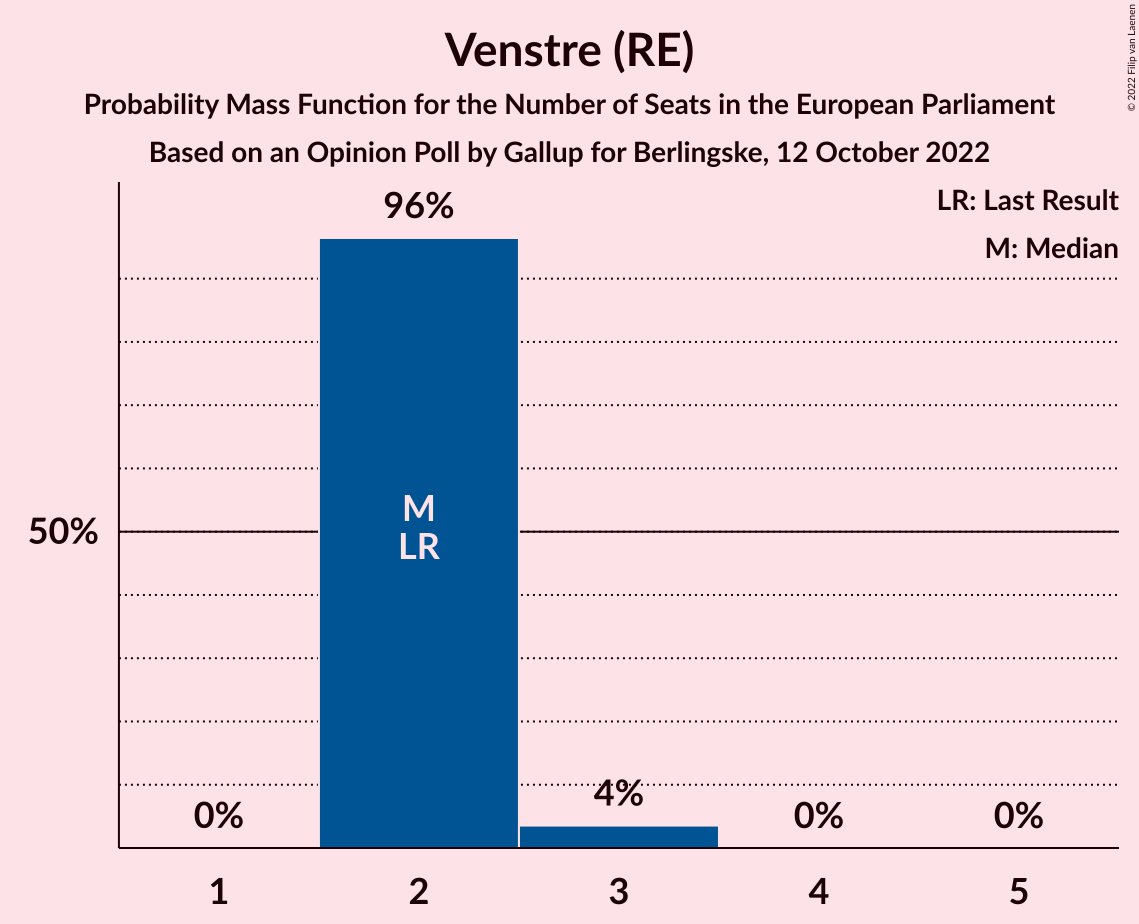 Venstre (RE)
Probability Mass Function for the Number of Seats in the European Parliament
Based on an Opinion Poll by Gallup for Berlingske, 12 October 2022
© 2022 Filip van Laenen
LR: Last Result
M: Median
96%
50%
M
LR
0%
4%
0%
0%
1
2
3
4
5